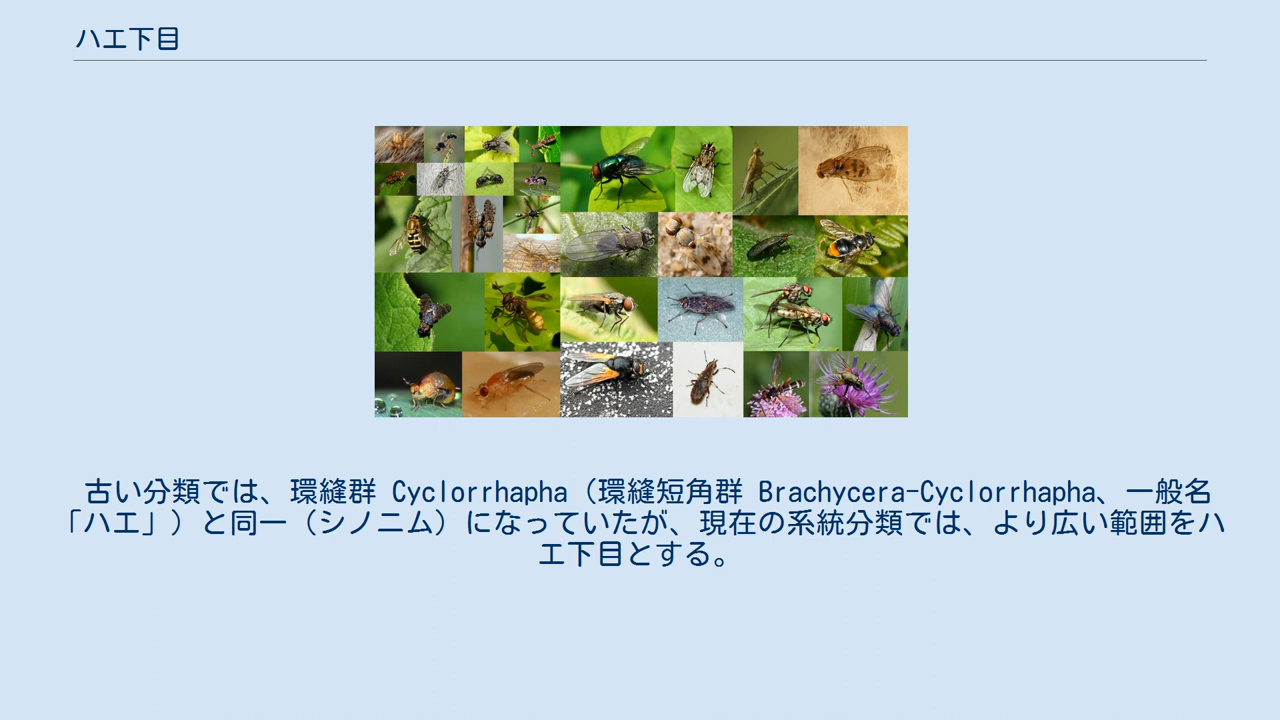 ハエ下目
古い分類では、環縫群 Cyclorrhapha（環縫短角群 Brachycera-Cyclorrhapha、一般名
「ハエ」）と同一（シノニム）になっていたが、現在の系統分類では、より広い範囲をハ
エ下目とする。